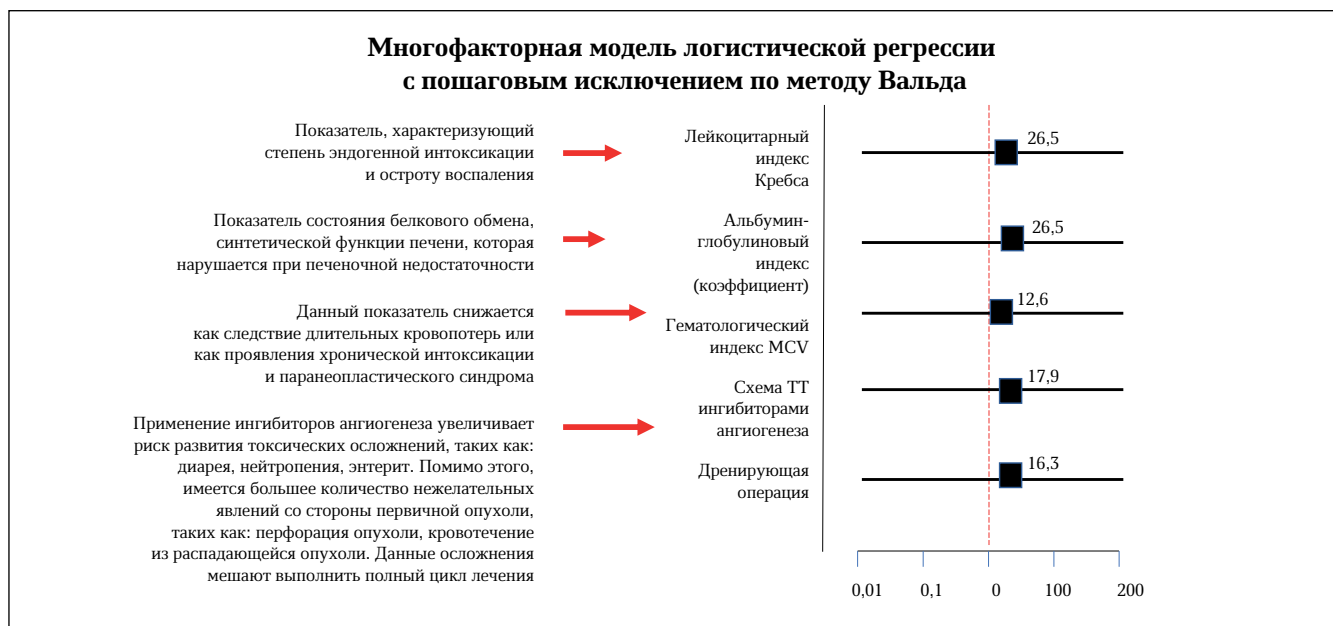 Многофакторная модель логистической регрессии
с пошаговым исключением по методу Вальда
Показатель, характеризующий
степень эндогенной интоксикации
и остроту воспаления
Лейкоцитарный
индекс
Кребса
26,5
Показатель состояния белкового обмена,
синтетической функции печени, которая
нарушается при печеночной недостаточности
Альбумин-
глобулиновый
индекс
(коэффициент)
26,5
Данный показатель снижается
как следствие длительных кровопотерь или
как проявления хронической интоксикации
и паранеопластического синдрома
Гематологический
индекс MCV
12,6
Применение ингибиторов ангиогенеза увеличивает
риск развития токсических осложнений, таких как:
диарея, нейтропения, энтерит. Помимо этого,
имеется большее количество нежелательных
явлений со стороны первичной опухоли,
таких как: перфорация опухоли, кровотечение
из распадающейся опухоли. Данные осложнения
мешают выполнить полный цикл лечения
Схема ТТ
ингибиторами
ангиогенеза
17,9
Дренирующая
операция
16,3
0,01 0,1 0 100 200